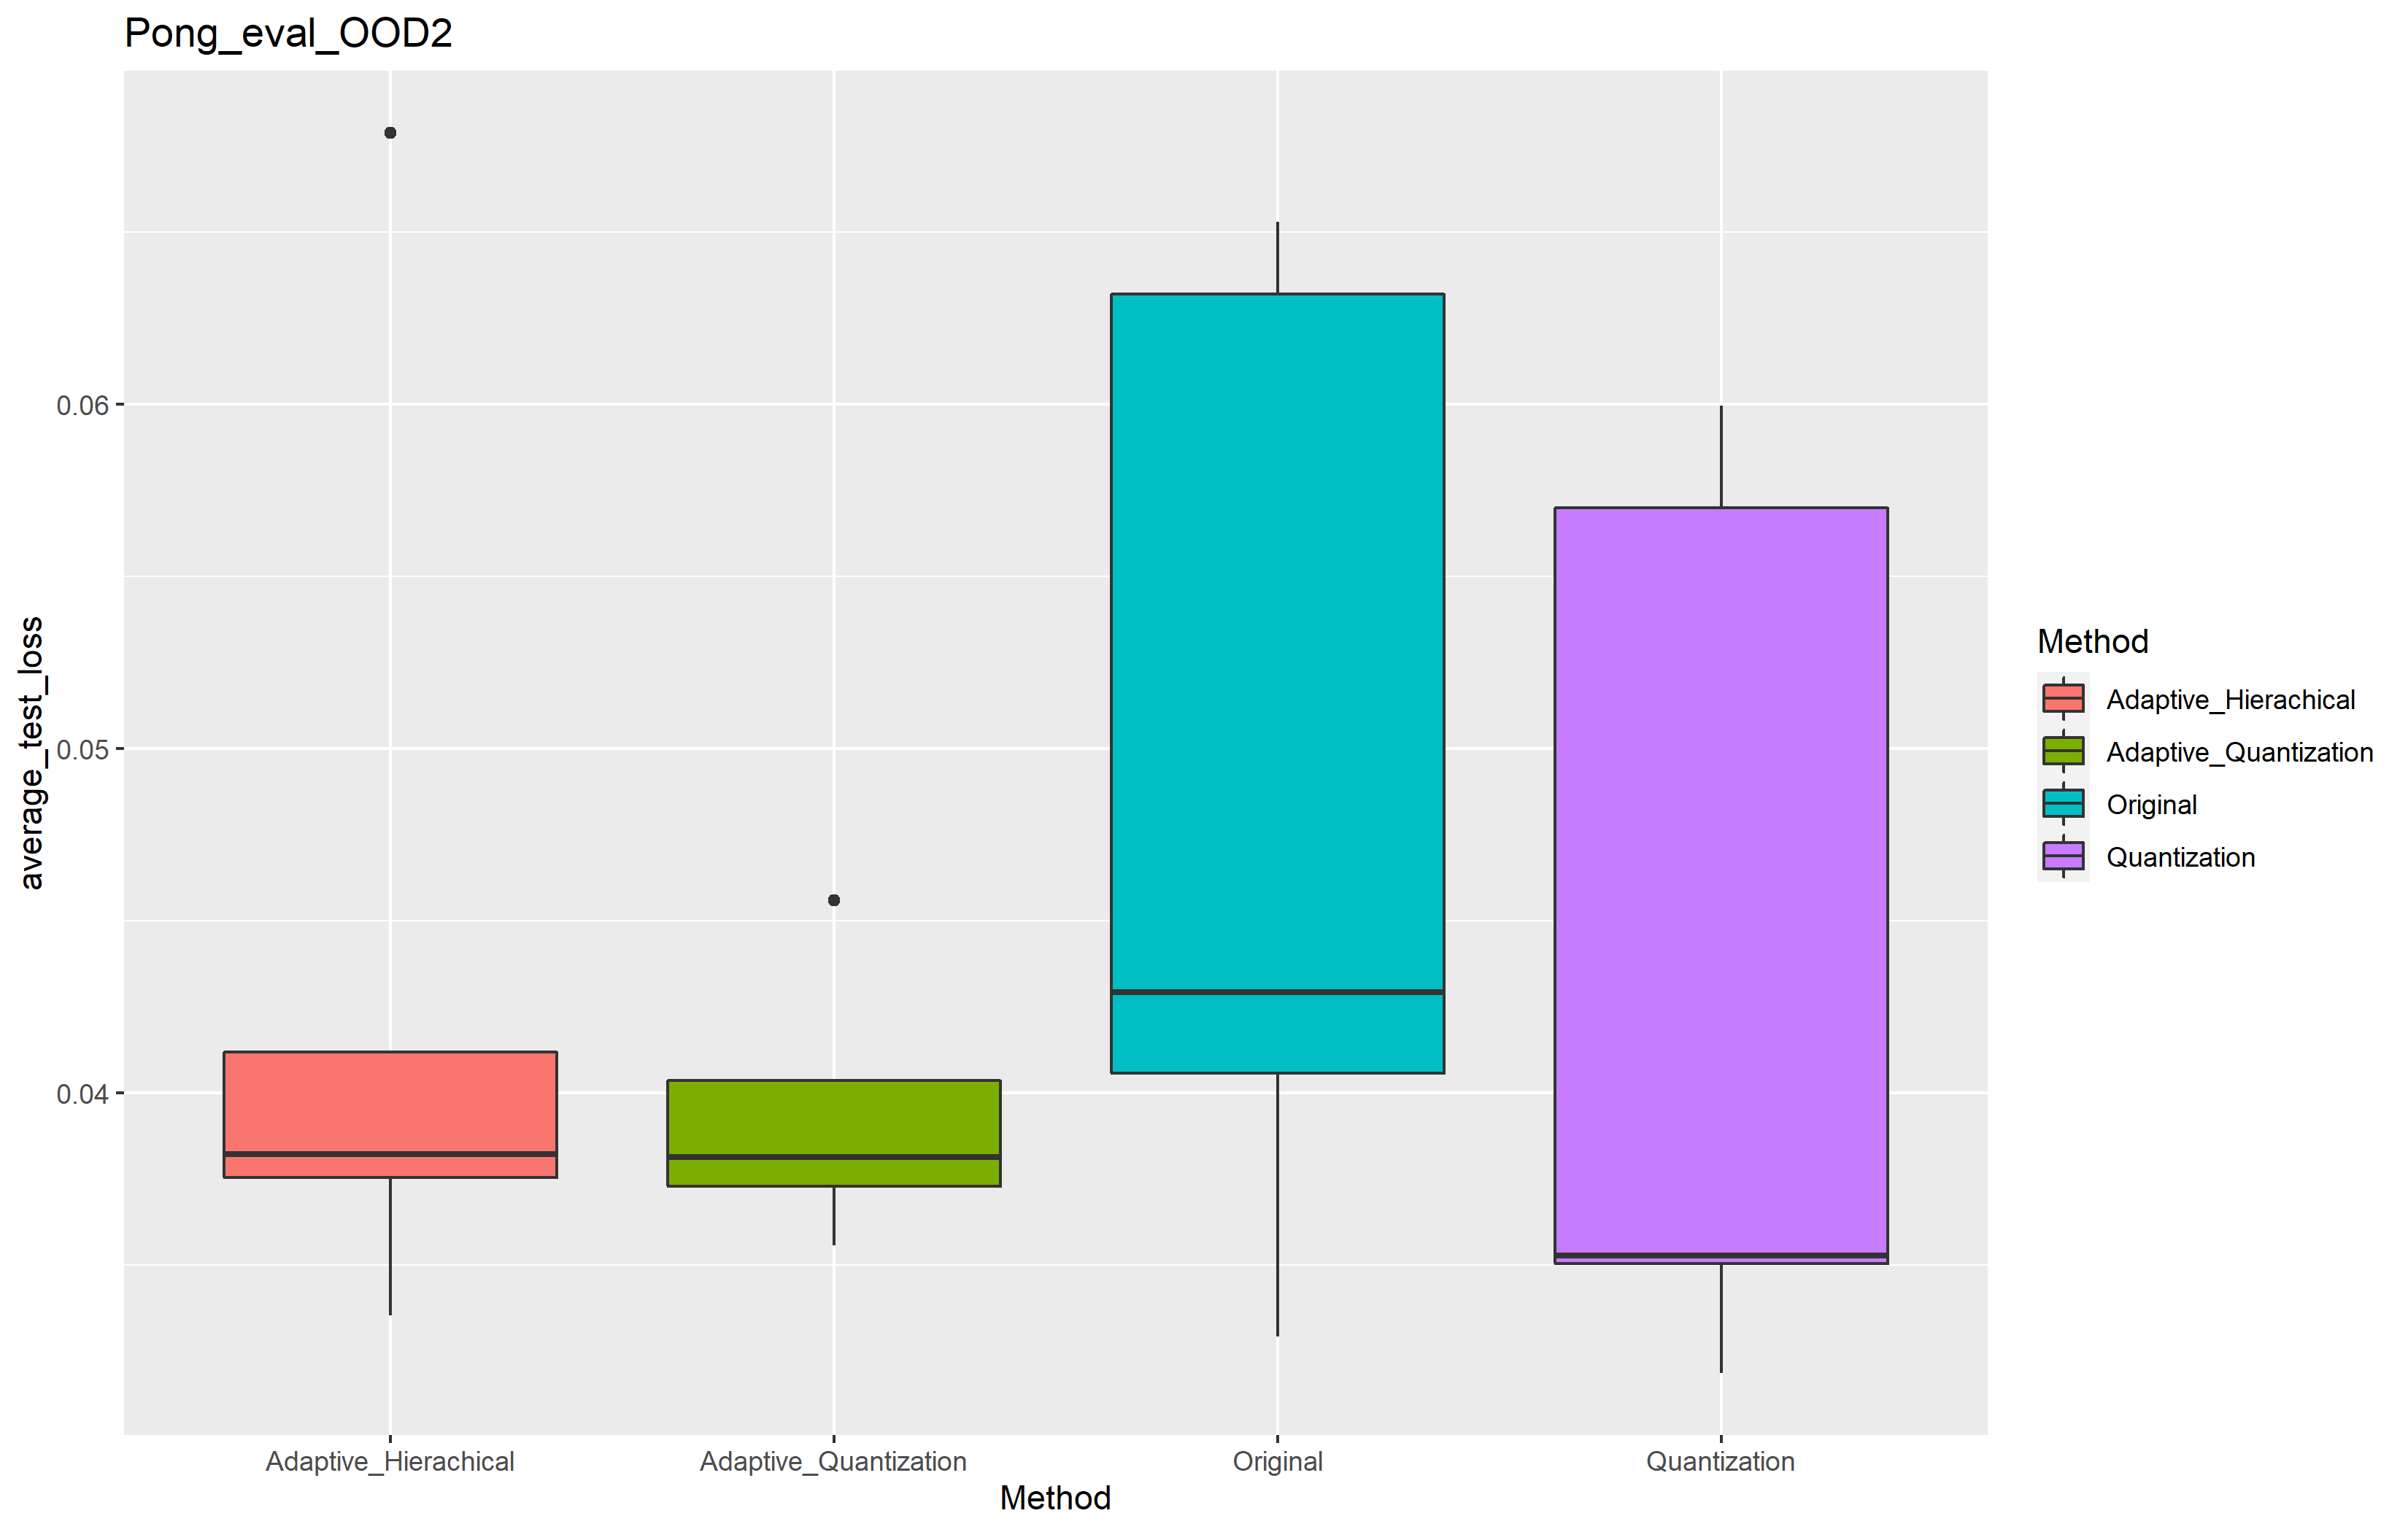 Pong_eval_OOD2
average_test_loss
0.06
0.05
0.04
Adaptive_Hierachical
Adaptive_Quantization
Original
Quantization
Method
Method
Adaptive_Hierachical
Adaptive_Quantization
Original
Quantization